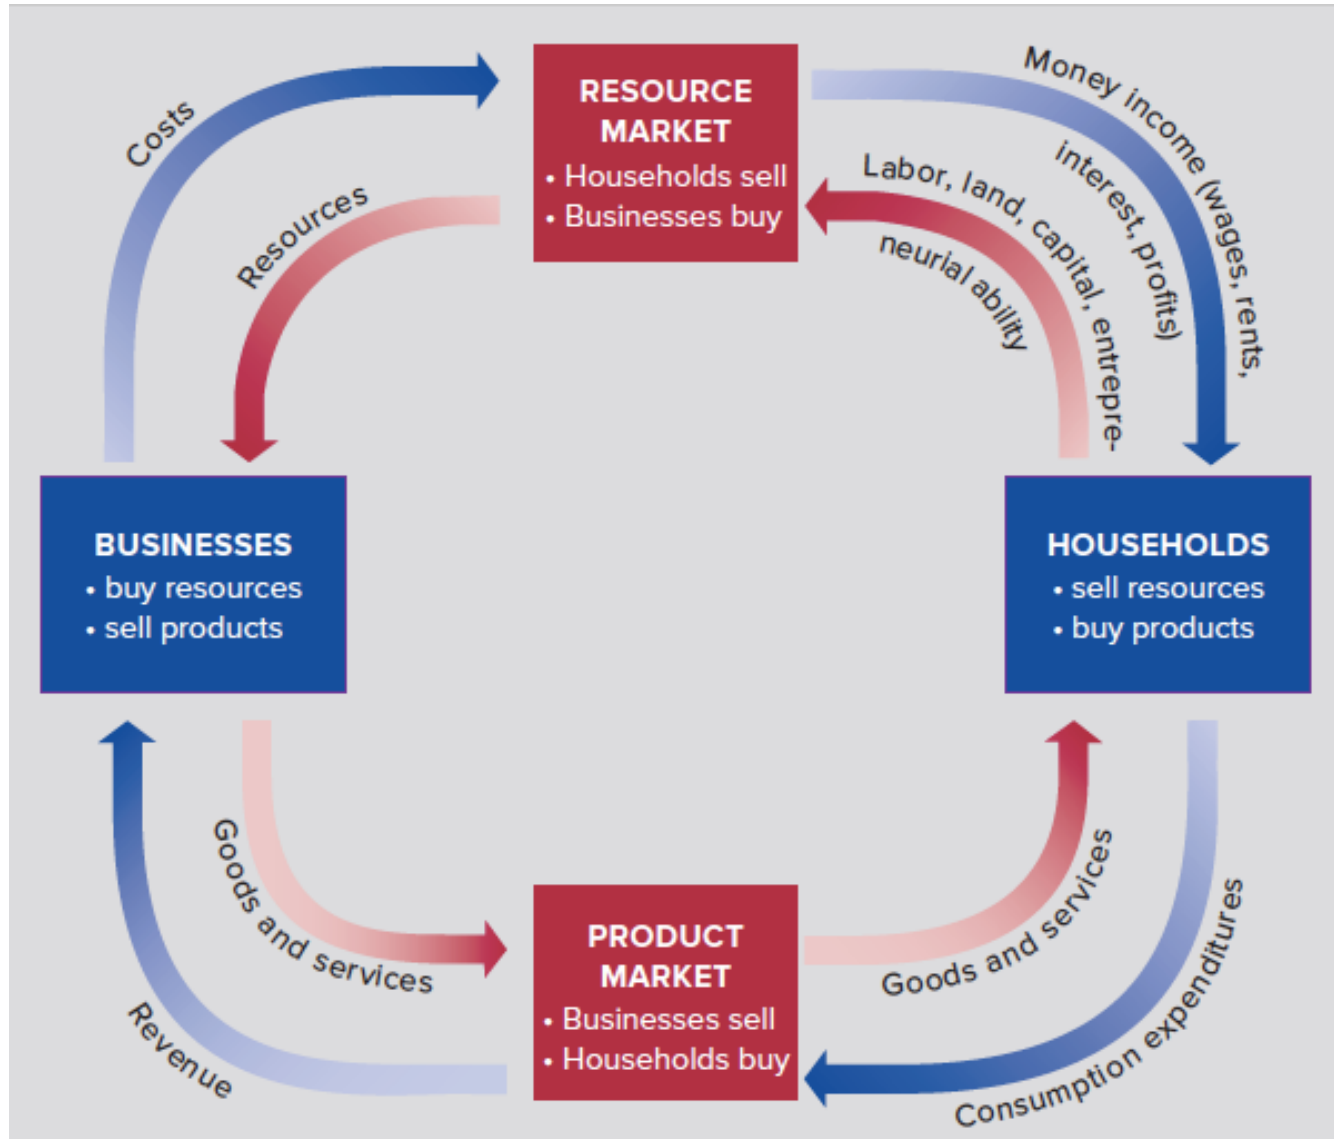 Costs
RESOURCE
MARKET
• Households sell
• Businesses buy
Money income (wages, rents,
interest, profits)
Resources
Labor, land, capital, entrepre-
neurial ability
BUSINESSES
• buy resources
• sell products
HOUSEHOLDS
• sell resources
• buy products
Goods and services
Revenue
PRODUCT
MARKET
• Businesses sell
• Households buy
Goods and services
Consumption expenditures